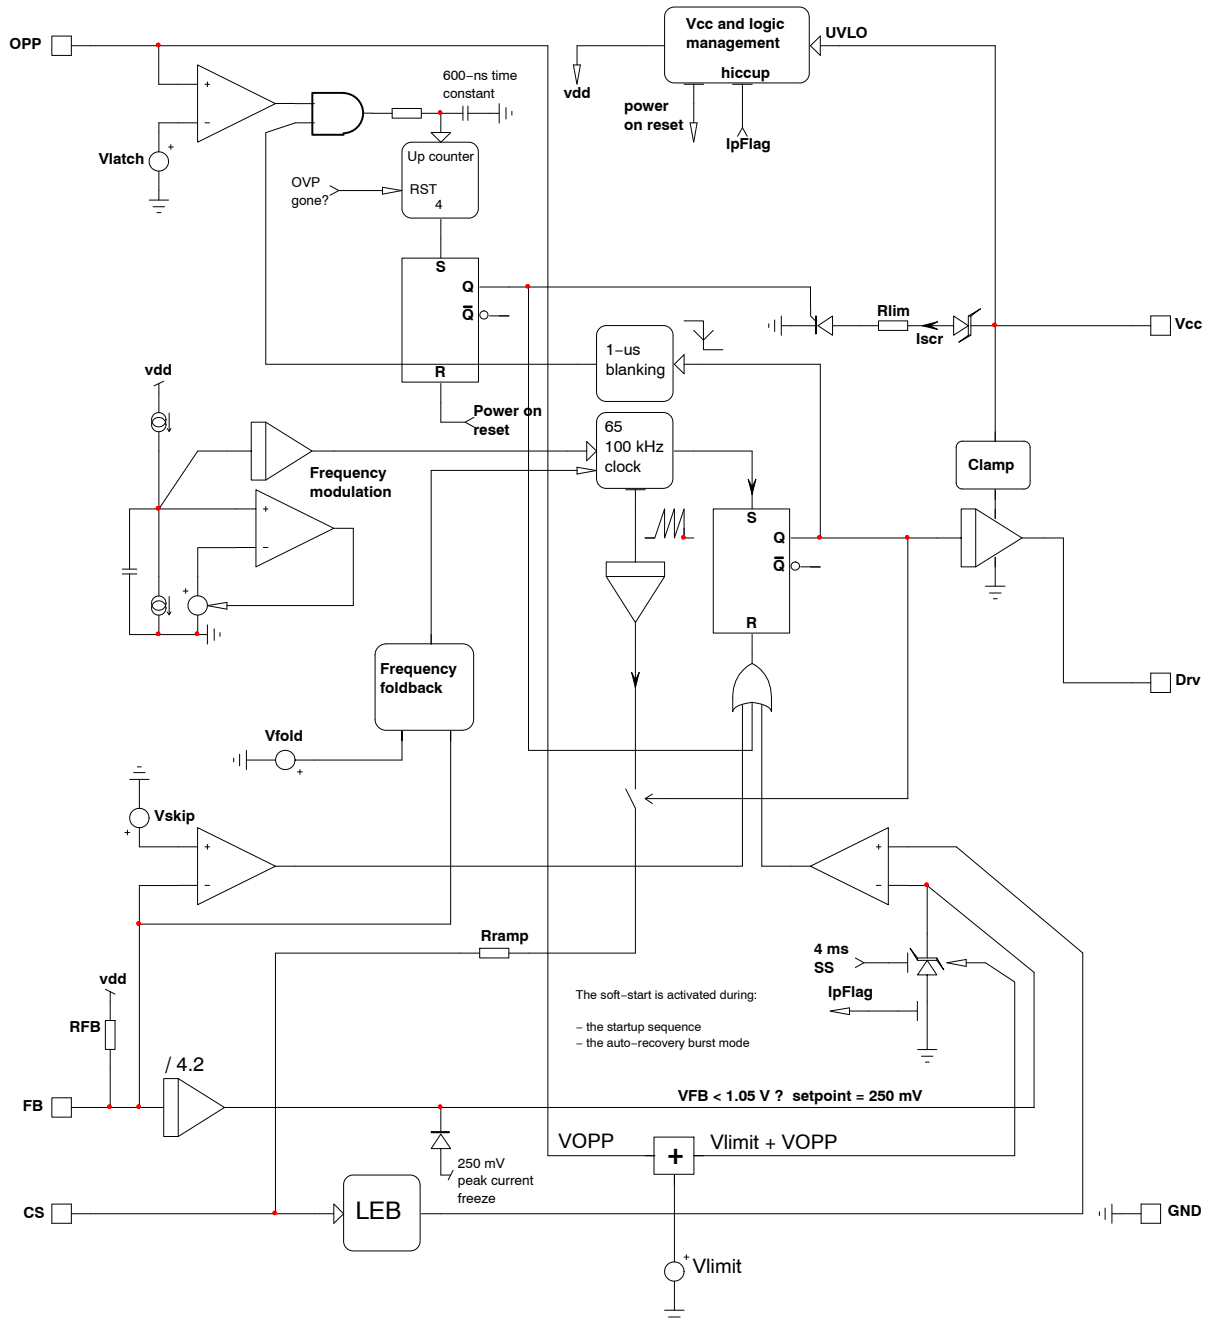 OPP
Vcc and logic
management
hiccup
UVLO
600−ns time
constant
+
−
vdd
power
on reset
IpFlag
Vlatch
+
Up counter
RST
4
OVP
gone?
S
Q
Q
R
Rlim
Iscr
Vcc
1−us
blanking
vdd
Power on
reset
65
100 kHz
clock
Frequency
modulation
Clamp
+
−
+
S
Q
Q
R
Frequency
foldback
Drv
Vfold
+
Vskip
+
+
−
+
−
Rramp
4 ms
SS
IpFlag
vdd
RFB
The soft−start is activated during:
− the startup sequence
− the auto−recovery burst mode
/ 4.2
FB
VFB < 1.05 V ? setpoint = 250 mV
VOPP
+
Vlimit + VOPP
250 mV
peak current
freeze
CS
LEB
GND
+
Vlimit